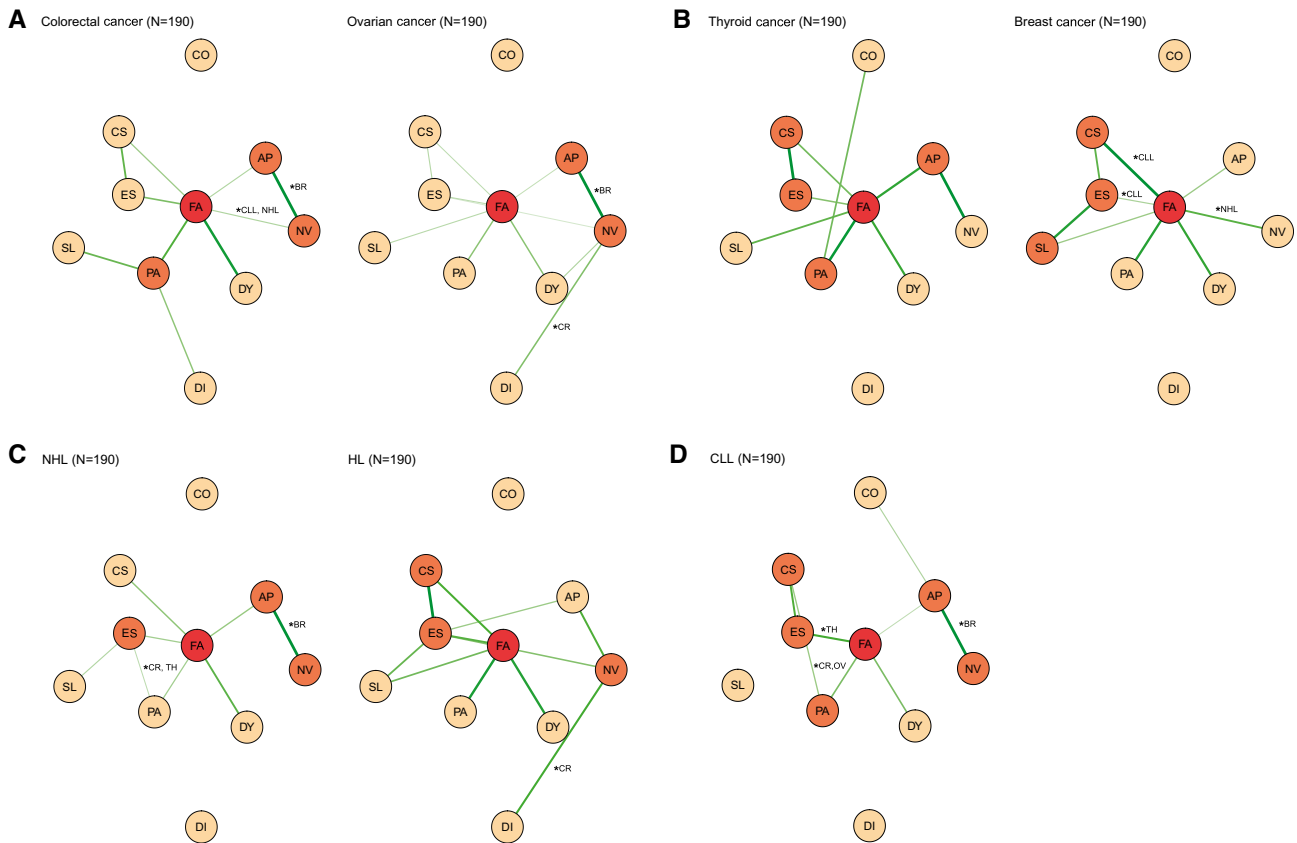 A
Colorectal cancer (N=190)
Ovarian cancer (N=190)
CO
CS
AP
ES
FA
NV
SL
PA
DY
DI
*BR
*CLL, NHL
CO
CS
AP
ES
FA
NV
SL
PA
DY
DI
*BR
*CR
B
Thyroid cancer (N=190)
Breast cancer (N=190)
CO
CS
AP
ES
FA
NV
SL
PA
DY
DI
CO
CS
AP
ES
FA
NV
SL
PA
DY
DI
*CLL
*CLL
*NHL
C
NHL (N=190)
HL (N=190)
CO
CS
AP
ES
FA
NV
SL
PA
DY
DI
*BR
*CR, TH
CO
CS
AP
ES
FA
NV
SL
PA
DY
DI
*CR
D
CLL (N=190)
CO
CS
AP
ES
FA
NV
SL
PA
DY
DI
*TH
*BR
*CR,OV